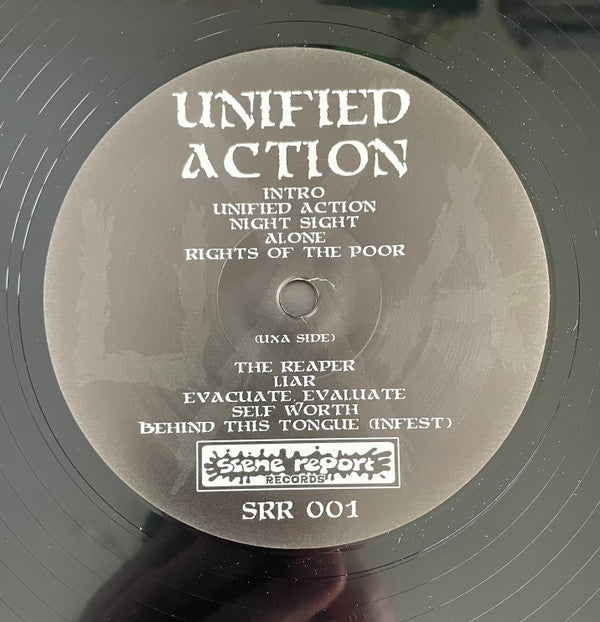 UNIFIED
ACTION
INTRO
UNIFIED ACTION
NIGHT SIGHT
ALONE
RIGHTS OF THE POOR
(UXA SIDE)
THE REAPER
LIAR
EVACUATE, EVALUATE
SELF WORTH
BEHIND THIS TONGUE (INFEST)
scene report
RECORDS
SRR 001